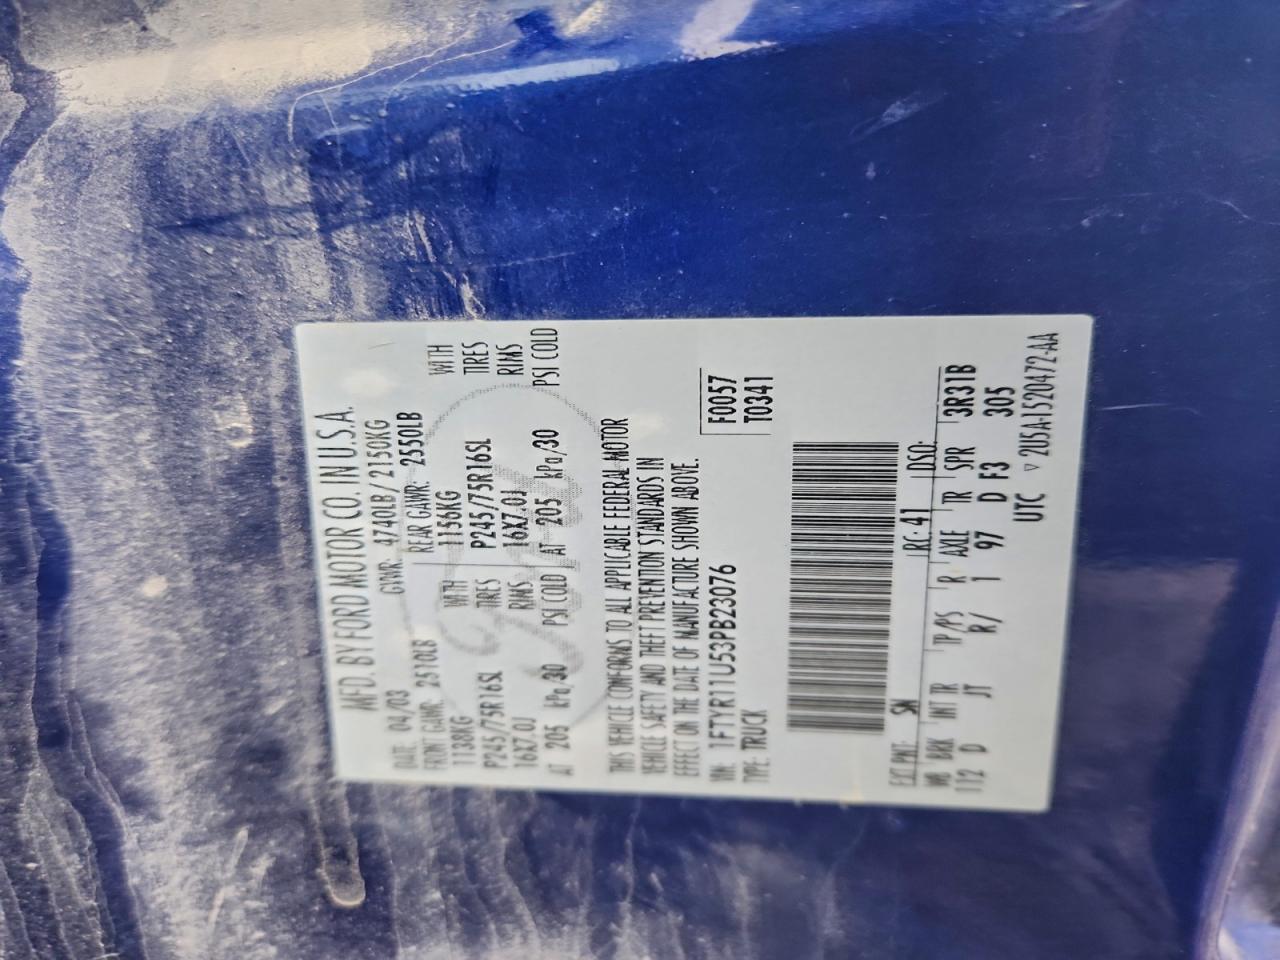 MFD. BY FORD MOTOR CO. IN U.S.A.
DATE: 04/03 GVWR: 4740LB/2150KG
FRONT GAWR: 2510LB REAR GAWR: 2550LB
1138KG WITH 1156KG WITH
P245/75R16SL TIRES P245/75R16SL TIRES
16X7.0J RIMS 16X7.0J RIMS
AT 205 kPa/30 PSI COLD AT 205 kPa/30 PSI COLD
THIS VEHICLE CONFORMS TO ALL APPLICABLE FEDERAL MOTOR
VEHICLE SAFETY AND THEFT PREVENTION STANDARDS IN
EFFECT ON THE DATE OF MANUFACTURE SHOWN ABOVE.
VIN: 1FTYR11U53PB23076 F0057
TYPE: TRUCK T0341
EXT PNT: SN RC: 41 DSO:
WB BRK INT TR TP/PS R AXLE TR SPR 3R31B
112 D JT R/ 1 97 D F3 305
UTC ▽ 2U5A-1520472-AA